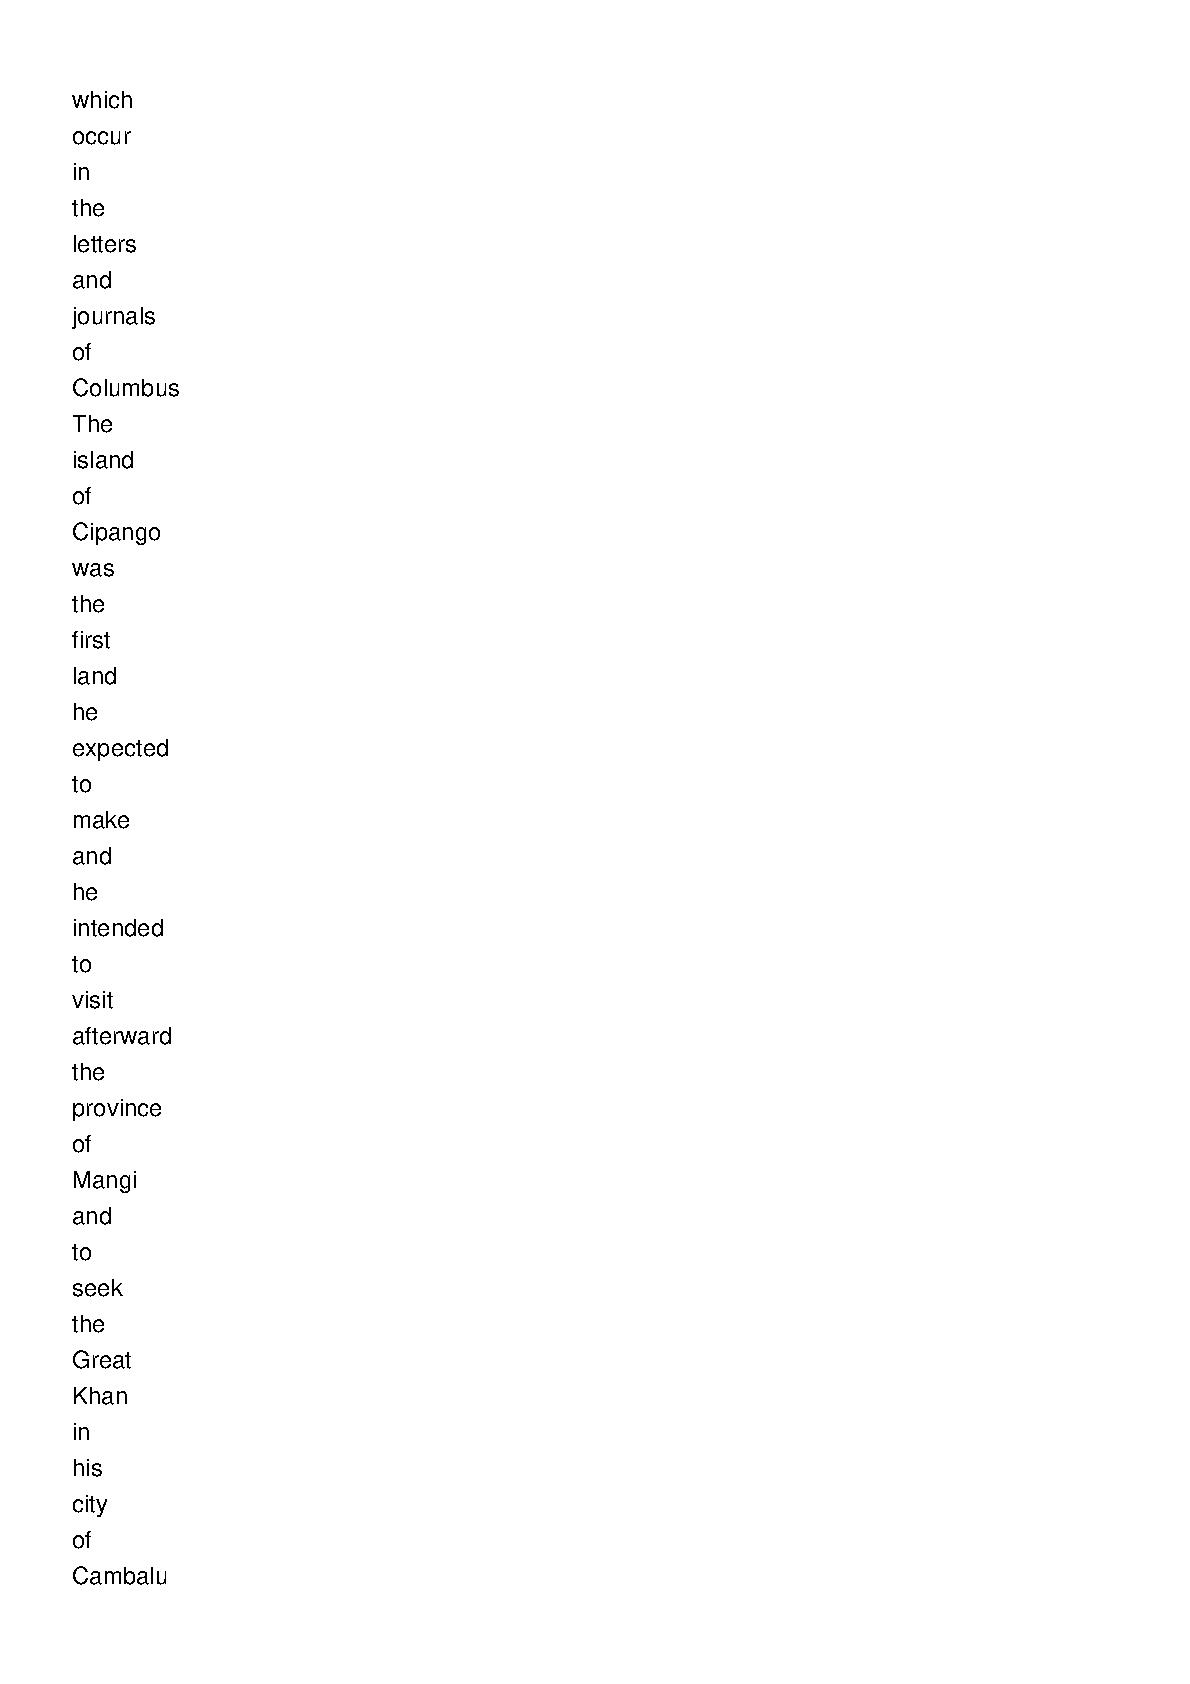 which
occur
in
the
letters
and
journals
of
Columbus
The
island
of
Cipango
was
the
first
land
he
expected
to
make
and
he
intended
to
visit
afterward
the
province
of
Mangi
and
to
seek
the
Great
Khan
in
his
city
of
Cambalu